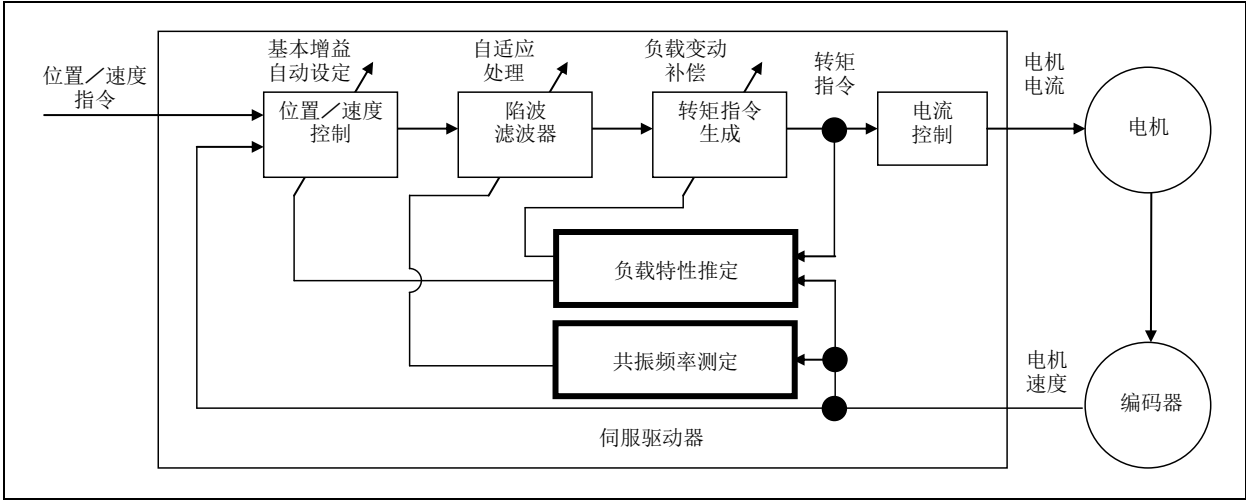 位置／速度
指令
基本增益
自动设定
自适应
处理
负载变动
补偿
转矩
指令
电机
电流
位置／速度
控制
陷波
滤波器
转矩指令
生成
电流
控制
电机
负载特性推定
共振频率测定
电机
速度
编码器
伺服驱动器